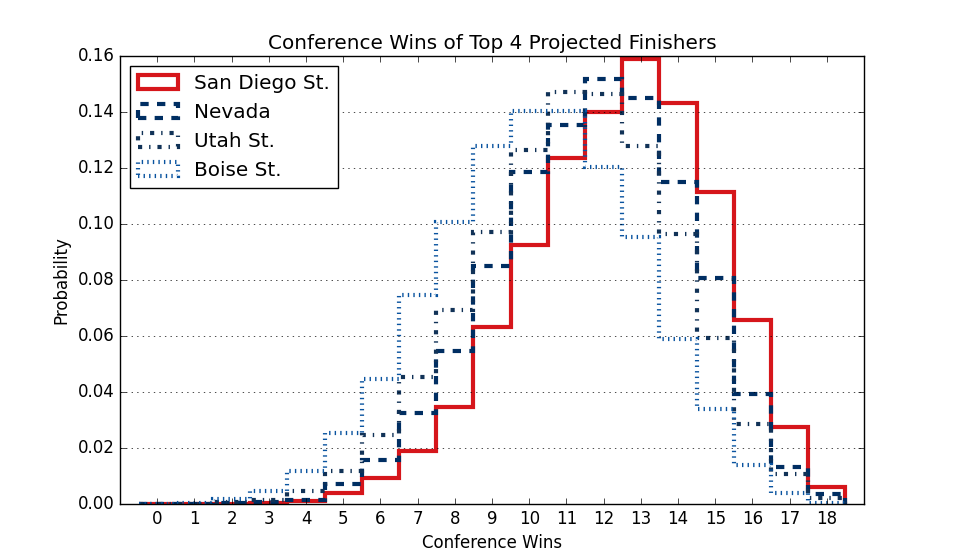 Conference Wins of Top 4 Projected Finishers
San Diego St.
Nevada
Utah St.
Boise St.
Probability
0.16
0.14
0.12
0.10
0.08
0.06
0.04
0.02
0.00
0 1 2 3 4 5 6 7 8 9 10 11 12 13 14 15 16 17 18
Conference Wins